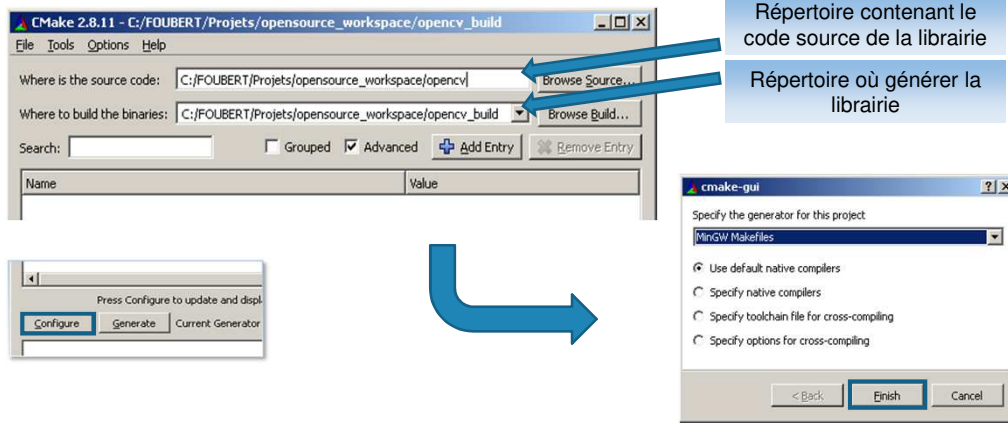 CMake 2.8.11 - C:/FOUBERT/Projets/opensource_workspace/opencv_build
File Tools Options Help
Where is the source code: C:/FOUBERT/Projets/opensource_workspace/opencv Browse Source...
Where to build the binaries: C:/FOUBERT/Projets/opensource_workspace/opencv_build Browse Build...
Search: Grouped Advanced Add Entry Remove Entry
Name Value
Répertoire contenant le
code source de la librairie
Répertoire où générer la
librairie
Press Configure to update and displ
Configure Generate Current Generator
cmake-gui
Specify the generator for this project
MinGW Makefiles
Use default native compilers
Specify native compilers
Specify toolchain file for cross-compiling
Specify options for cross-compiling
< Back Finish Cancel